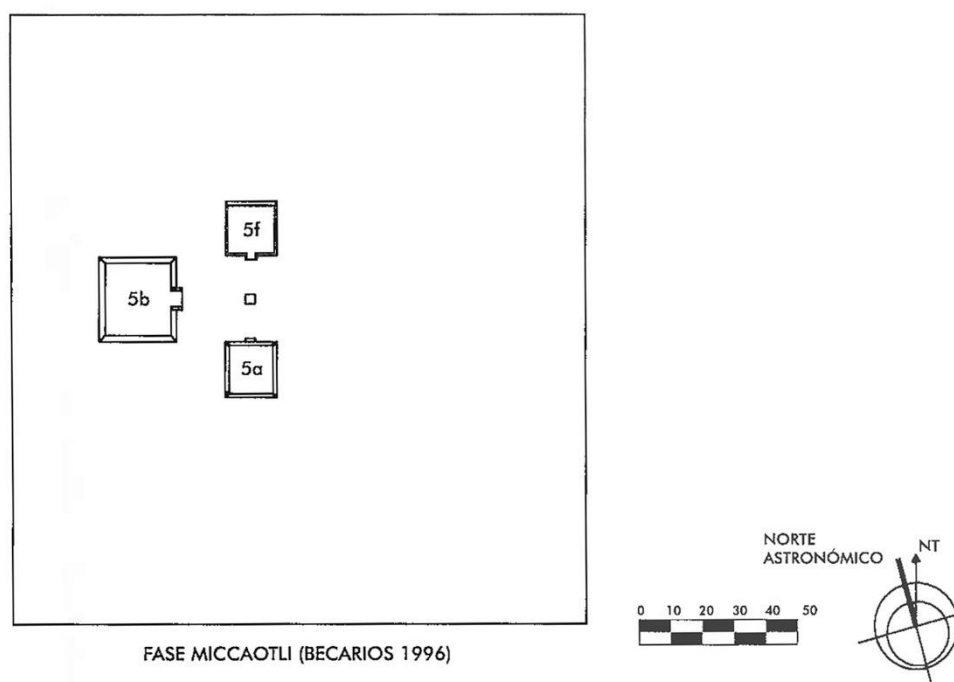 5f
5b
5a
NORTE
ASTRONÓMICO
NT
0 10 20 30 40 50
FASE MICCAOTLI (BECARIOS 1996)